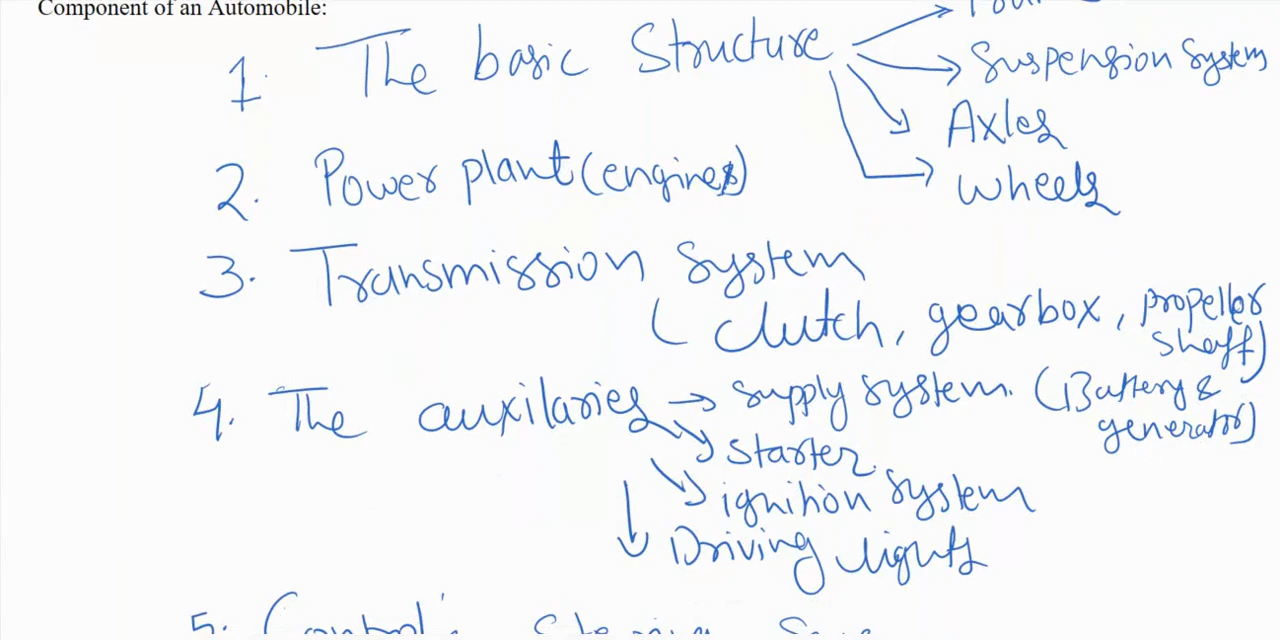 Component of an Automobile:
1. The basic Structure
Suspension System
Axles
Wheels
2. Power plant (engines)
3. Transmission System
(Clutch, gearbox, propeller
shaft)
4. The auxilaries → Supply System. (Battery &
generator)
Starter
ignition System
Driving lights
5.